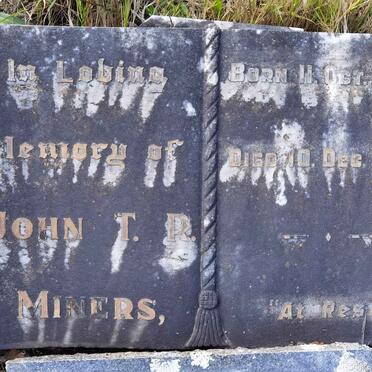 In Loving
Memory of
JOHN T. R.
MINERS,
BORN 11. OCT.
DIED 10. DEC.
"AT REST